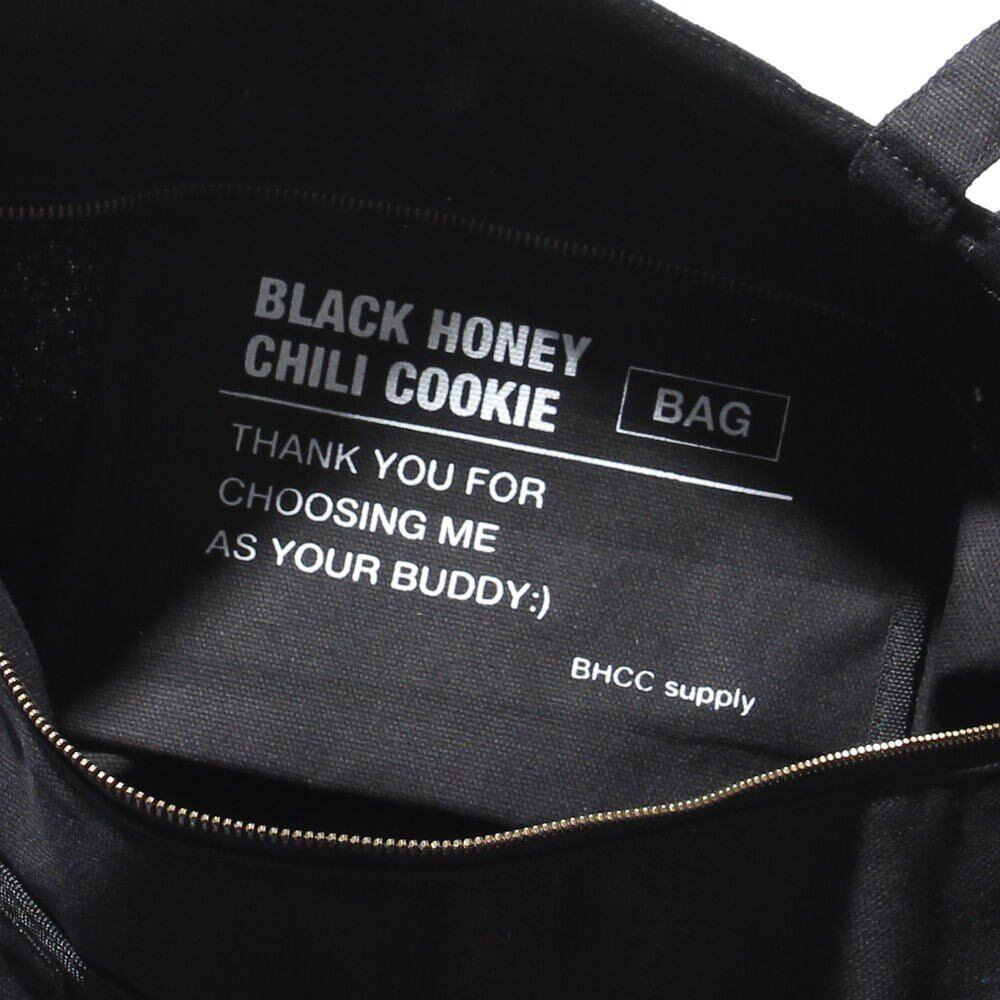 BLACK HONEY
CHILI COOKIE
BAG
THANK YOU FOR
CHOOSING ME
AS YOUR BUDDY:)
BHCC supply